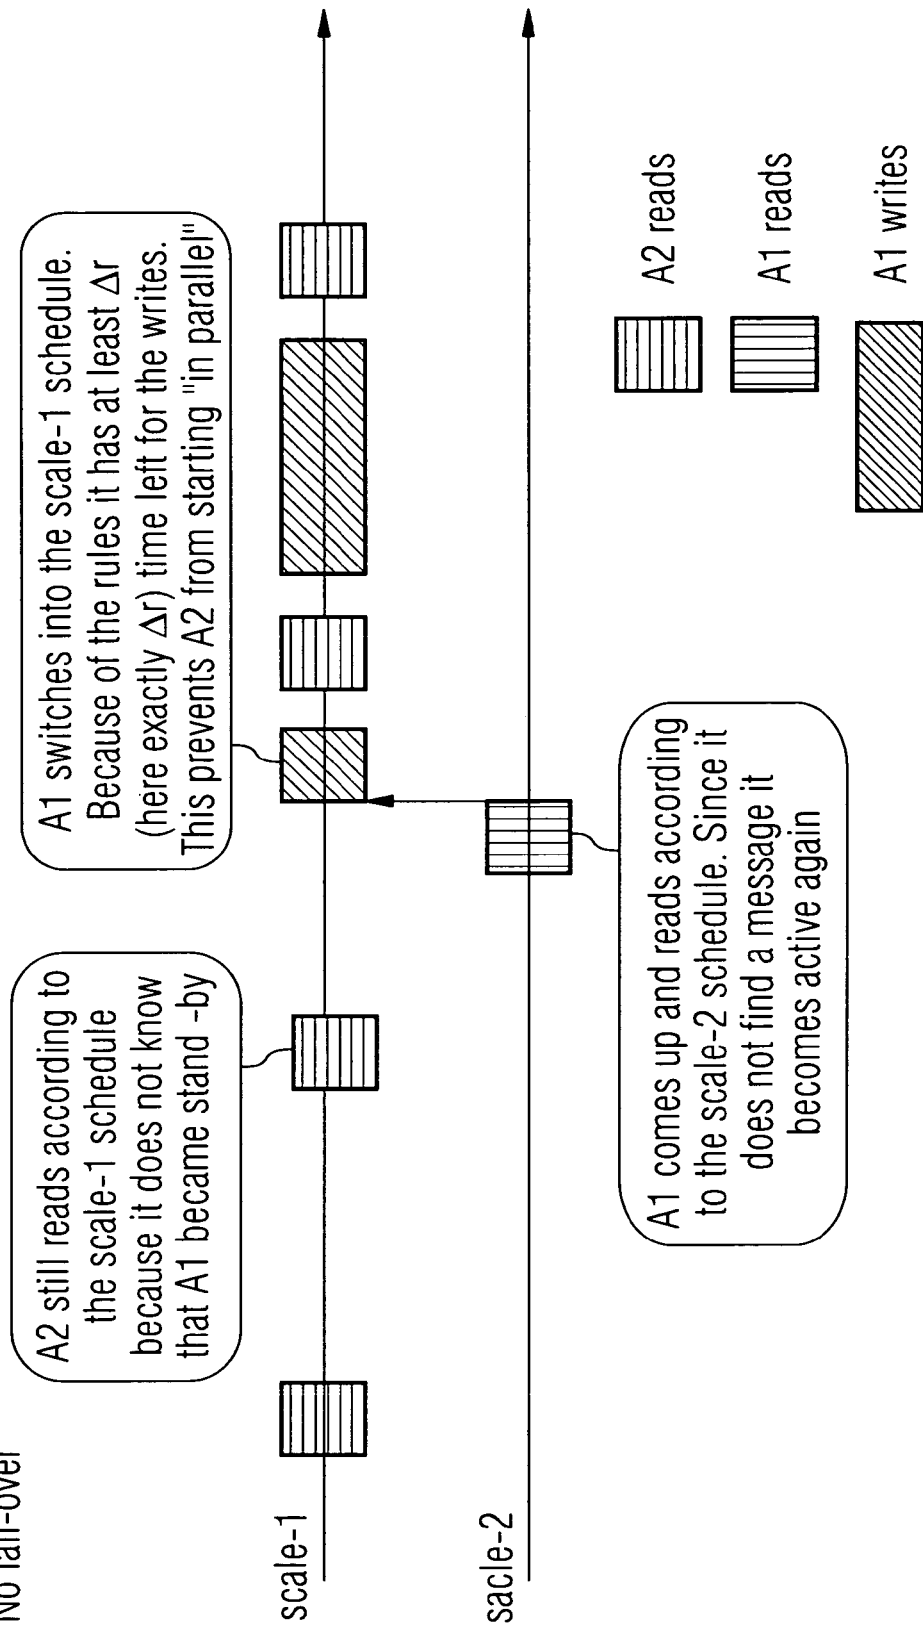 No fail-over
A2 still reads according to
the scale-1 schedule
because it does not know
that A1 became stand -by
A1 switches into the scale-1 schedule.
Because of the rules it has at least Δr
(here exactly Δr) time left for the writes.
This prevents A2 from starting "in parallel"
scale-1
sacle-2
A1 comes up and reads according
to the scale-2 schedule. Since it
does not find a message it
becomes active again
A2 reads
A1 reads
A1 writes